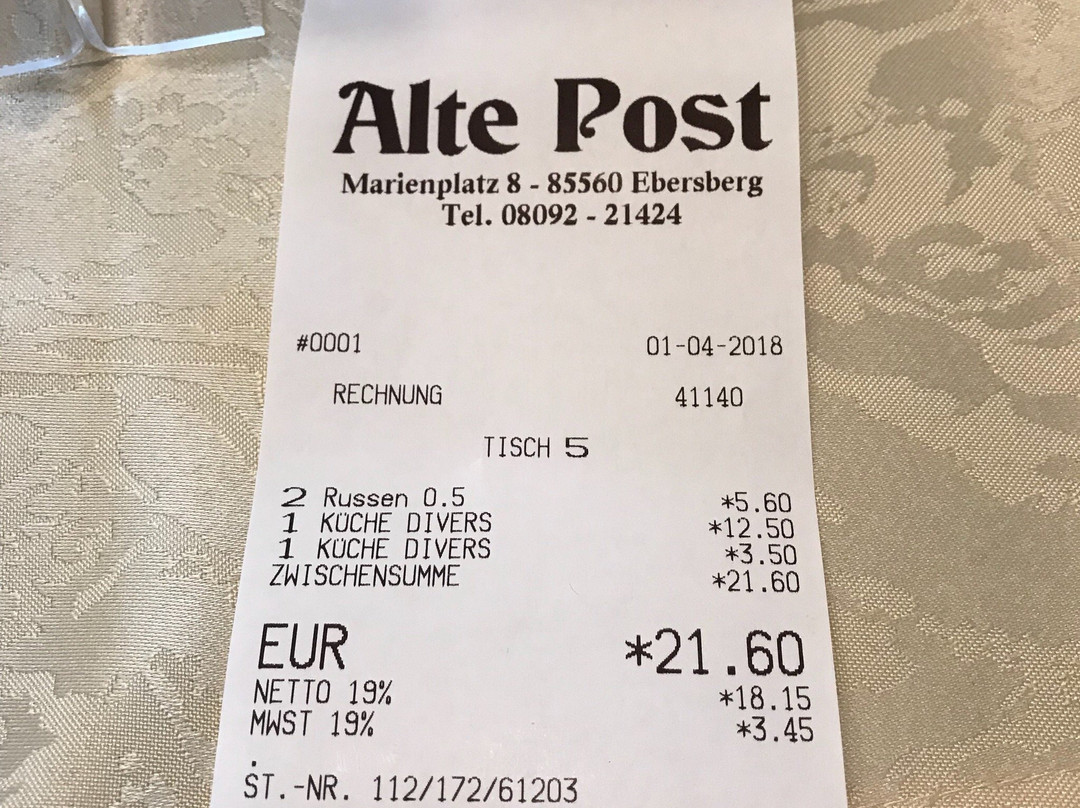 Alte Post
Marienplatz 8 - 85560 Ebersberg
Tel. 08092 - 21424
#0001 01-04-2018
RECHNUNG 41140
TISCH 5
2 Russen 0.5 *5.60
1 KÜCHE DIVERS *12.50
1 KÜCHE DIVERS *3.50
ZWISCHENSUMME *21.60
EUR *21.60
NETTO 19% *18.15
MWST 19% *3.45
ST.-NR. 112/172/61203